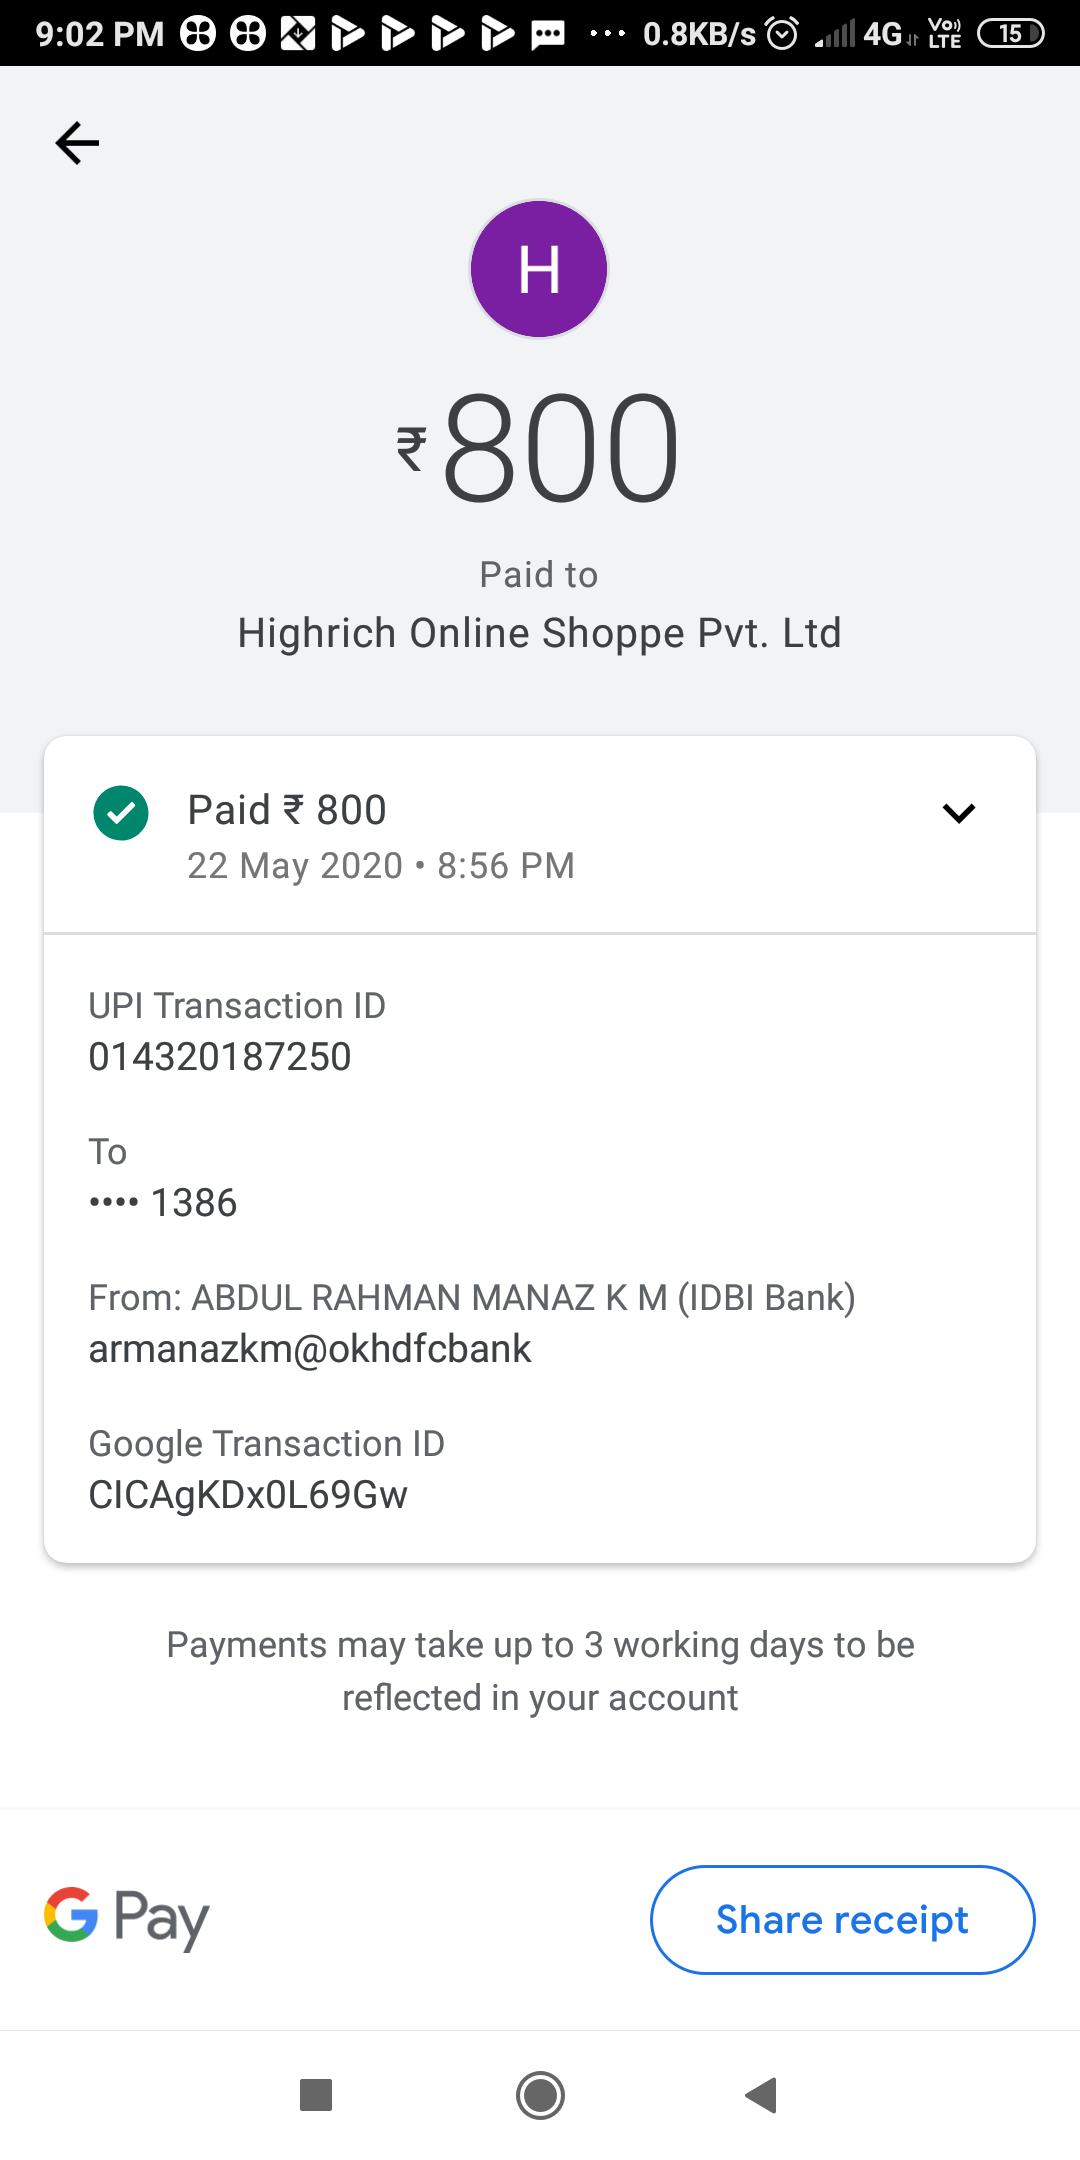 9:02 PM ... 0.8KB/s 4G Vo)) LTE 15
H
₹800
Paid to
Highrich Online Shoppe Pvt. Ltd
Paid ₹ 800
22 May 2020 • 8:56 PM
UPI Transaction ID
014320187250
To
•••• 1386
From: ABDUL RAHMAN MANAZ K M (IDBI Bank)
armanazkm@okhdfcbank
Google Transaction ID
CICAgKDx0L69Gw
Payments may take up to 3 working days to be
reflected in your account
G Pay
Share receipt